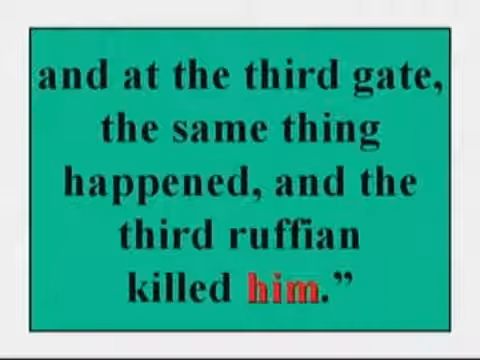 and at the third gate,
the same thing
happened, and the
third ruffian
killed him.”